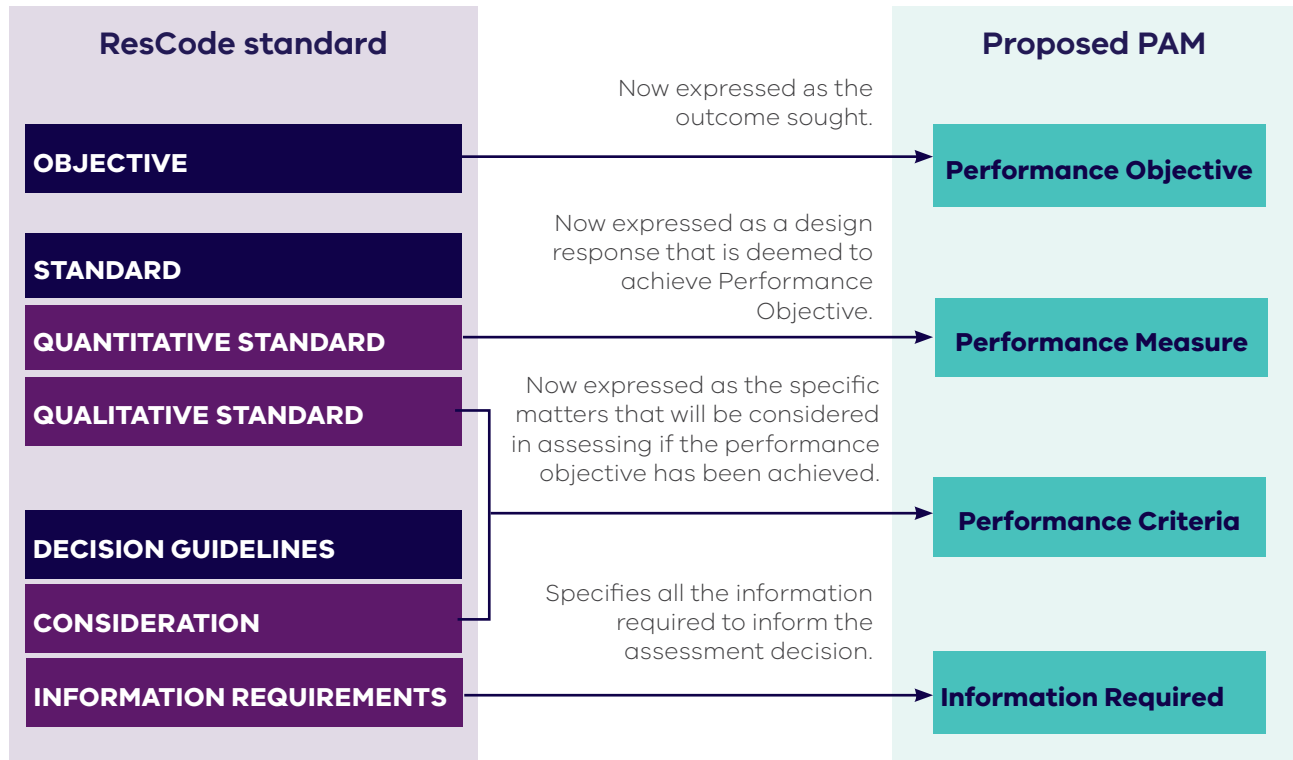 ResCode standard
Proposed PAM
Now expressed as the
outcome sought.
OBJECTIVE
Performance Objective
Now expressed as a design
response that is deemed to
achieve Performance
Objective.
STANDARD
QUANTITATIVE STANDARD
Performance Measure
QUALITATIVE STANDARD
Now expressed as the specific
matters that will be considered
in assessing if the performance
objective has been achieved.
DECISION GUIDELINES
Performance Criteria
CONSIDERATION
Specifies all the information
required to inform the
assessment decision.
INFORMATION REQUIREMENTS
Information Required